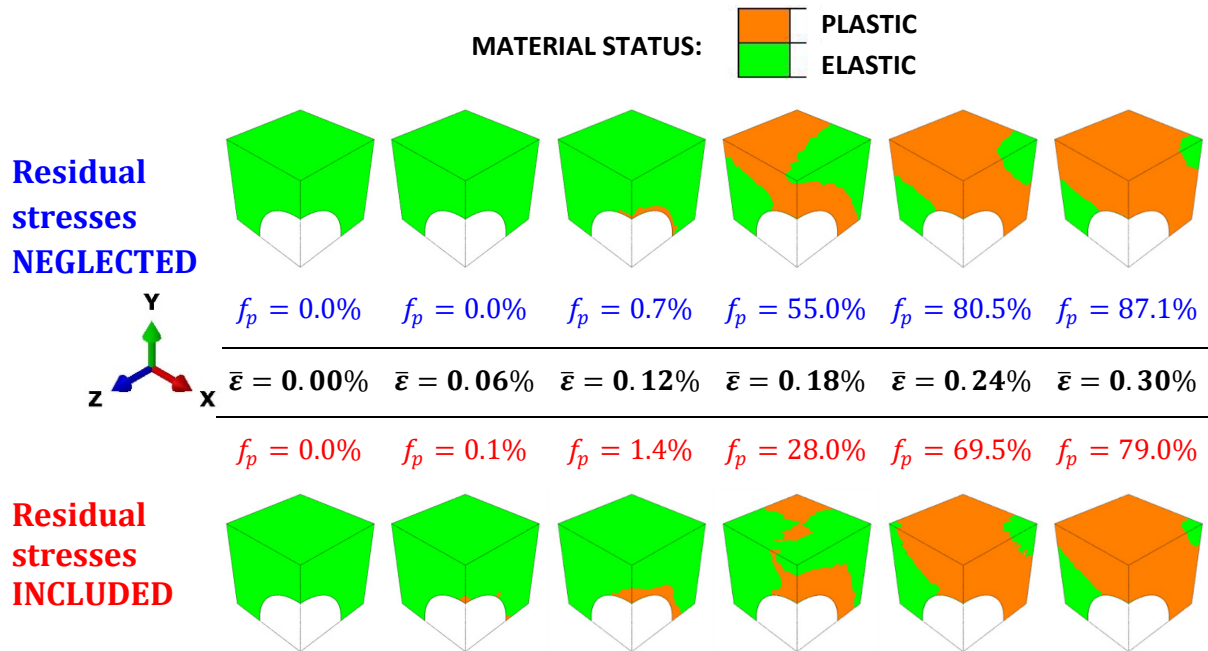 MATERIAL STATUS:
PLASTIC
ELASTIC
Residual
stresses
NEGLECTED
f_p = 0.0% f_p = 0.0% f_p = 0.7% f_p = 55.0% f_p = 80.5% f_p = 87.1%
Y
Z
X
ε̄ = 0.00% ε̄ = 0.06% ε̄ = 0.12% ε̄ = 0.18% ε̄ = 0.24% ε̄ = 0.30%
f_p = 0.0% f_p = 0.1% f_p = 1.4% f_p = 28.0% f_p = 69.5% f_p = 79.0%
Residual
stresses
INCLUDED